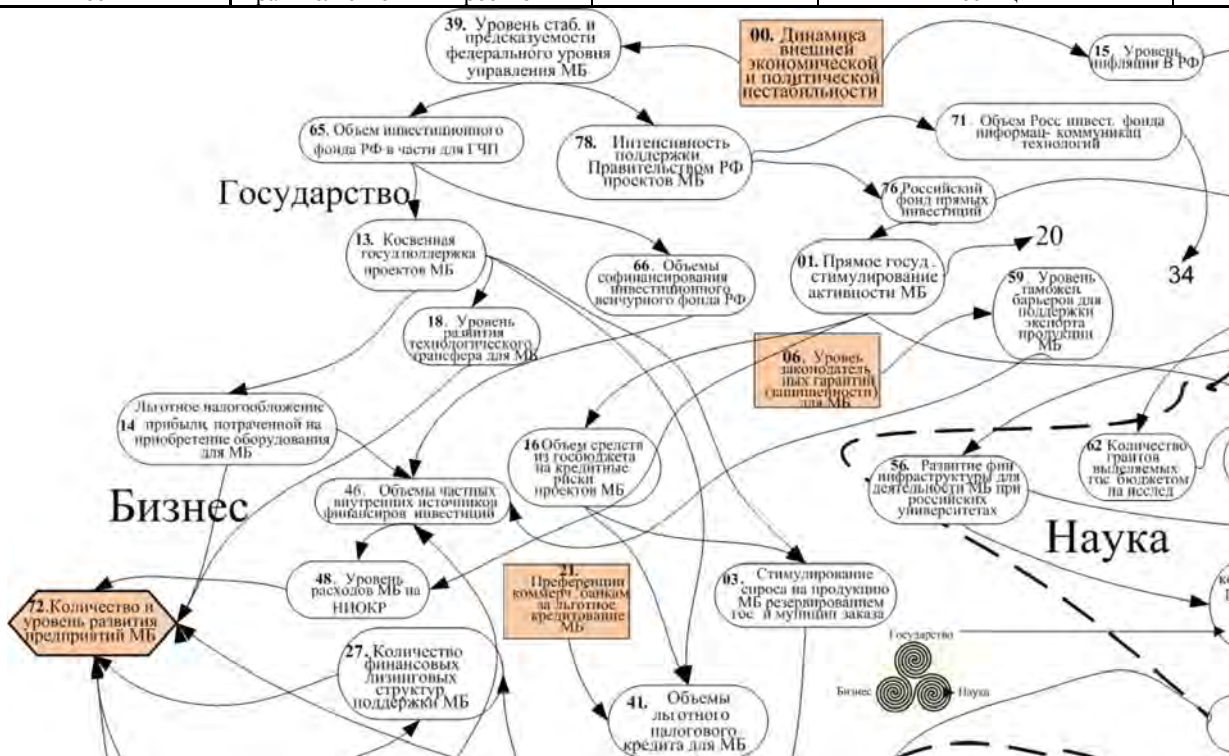 39. Уровень стаб. и
предсказуемости
федерального уровня
управления МБ
00. Динамика
внешней
экономической
и политической
нестабильности
15. Уровень
инфляции В РФ
65. Объем инвестиционного
фонда РФ в части для ГЧП
78. Интенсивность
поддержки
Правительством РФ
проектов МБ
71. Объем Росс инвест. фонда
информац- коммуникац
технологий
Государство
76 Российский
фонд прямых
инвестиций
13. Косвенная
госуд поддержка
проектов МБ
66. Объемы
софинансирования
инвестиционного
венчурного фонда РФ
01. Прямое госуд.
стимулирование
активности МБ
20
34
59. Уровень
таможен.
барьеров для
поддержки
экспорта
продукции
МБ
18. Уровень
развития
технологического
трансфера для МБ
06. Уровень
законодатель
ных гарантий
(защищенности)
для МБ
Льготное налогообложение
14 прибыли, потраченной на
приобретение оборудования
для МБ
16 Объем средств
из госбюджета
на кредитные
риски
проектов МБ
62 Количество
грантов
выделяемых
гос бюджетом
на исслед
56. Развитие фин
инфраструктуры для
деятельности МБ при
российских
университетах
Бизнес
46. Объемы частных
внутренних источников
финансиров инвестиций
Наука
48. Уровень
расходов МБ на
НИОКР
21.
Преференции
коммерч банкам
за льготное
кредитование
МБ
03. Стимулирование
спроса на продукцию
МБ резервированием
гос и муницип заказа
72.Количество и
уровень развития
предприятий МБ
27. Количество
финансовых
лизинговых
структур
поддержки МБ
Государство
Бизнес
Наука
41. Объемы
льготного
налогового
кредита для МБ